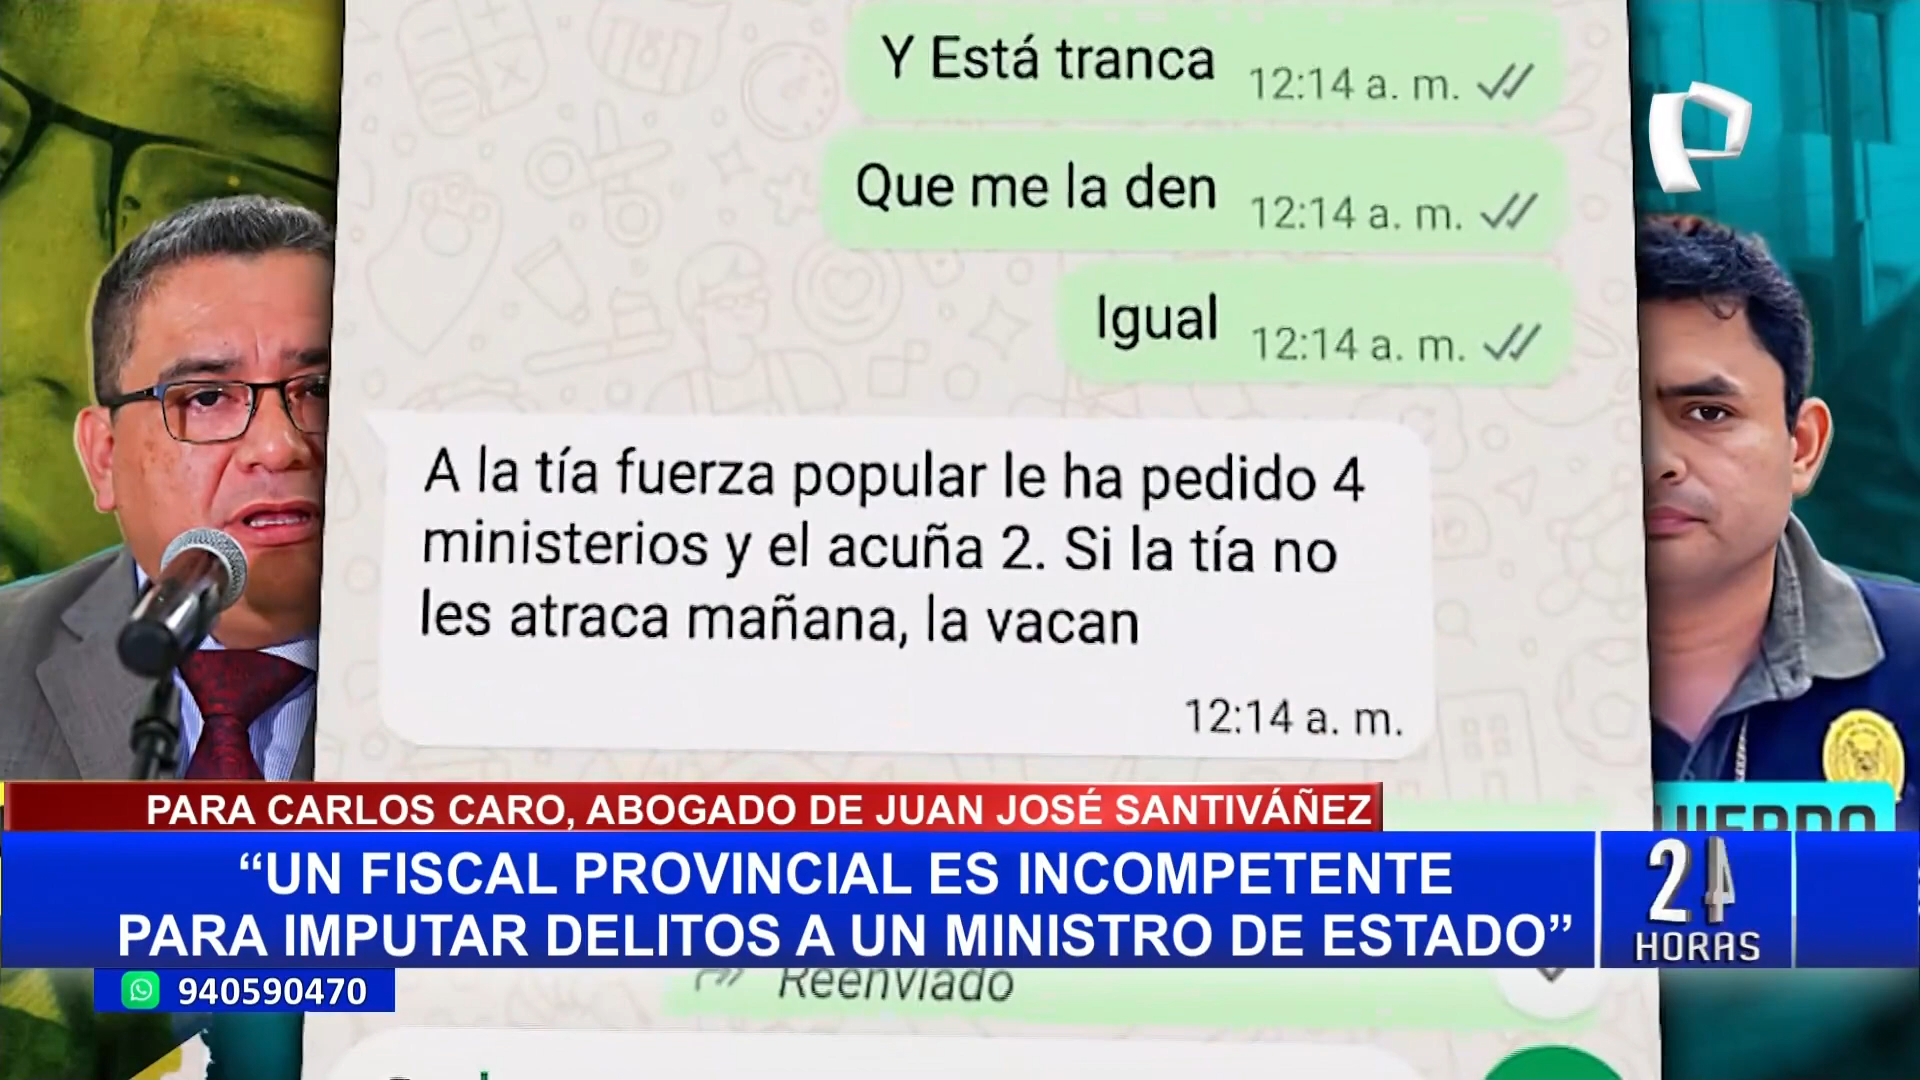 Y Está tranca 12:14 a. m.
Que me la den 12:14 a. m.
Igual 12:14 a. m.
A la tía fuerza popular le ha pedido 4
ministerios y el acuña 2. Si la tía no
les atraca mañana, la vacan
12:14 a. m.
PARA CARLOS CARO, ABOGADO DE JUAN JOSÉ SANTIVÁÑEZ
“UN FISCAL PROVINCIAL ES INCOMPETENTE
PARA IMPUTAR DELITOS A UN MINISTRO DE ESTADO”
24
HORAS
Reenviado
940590470